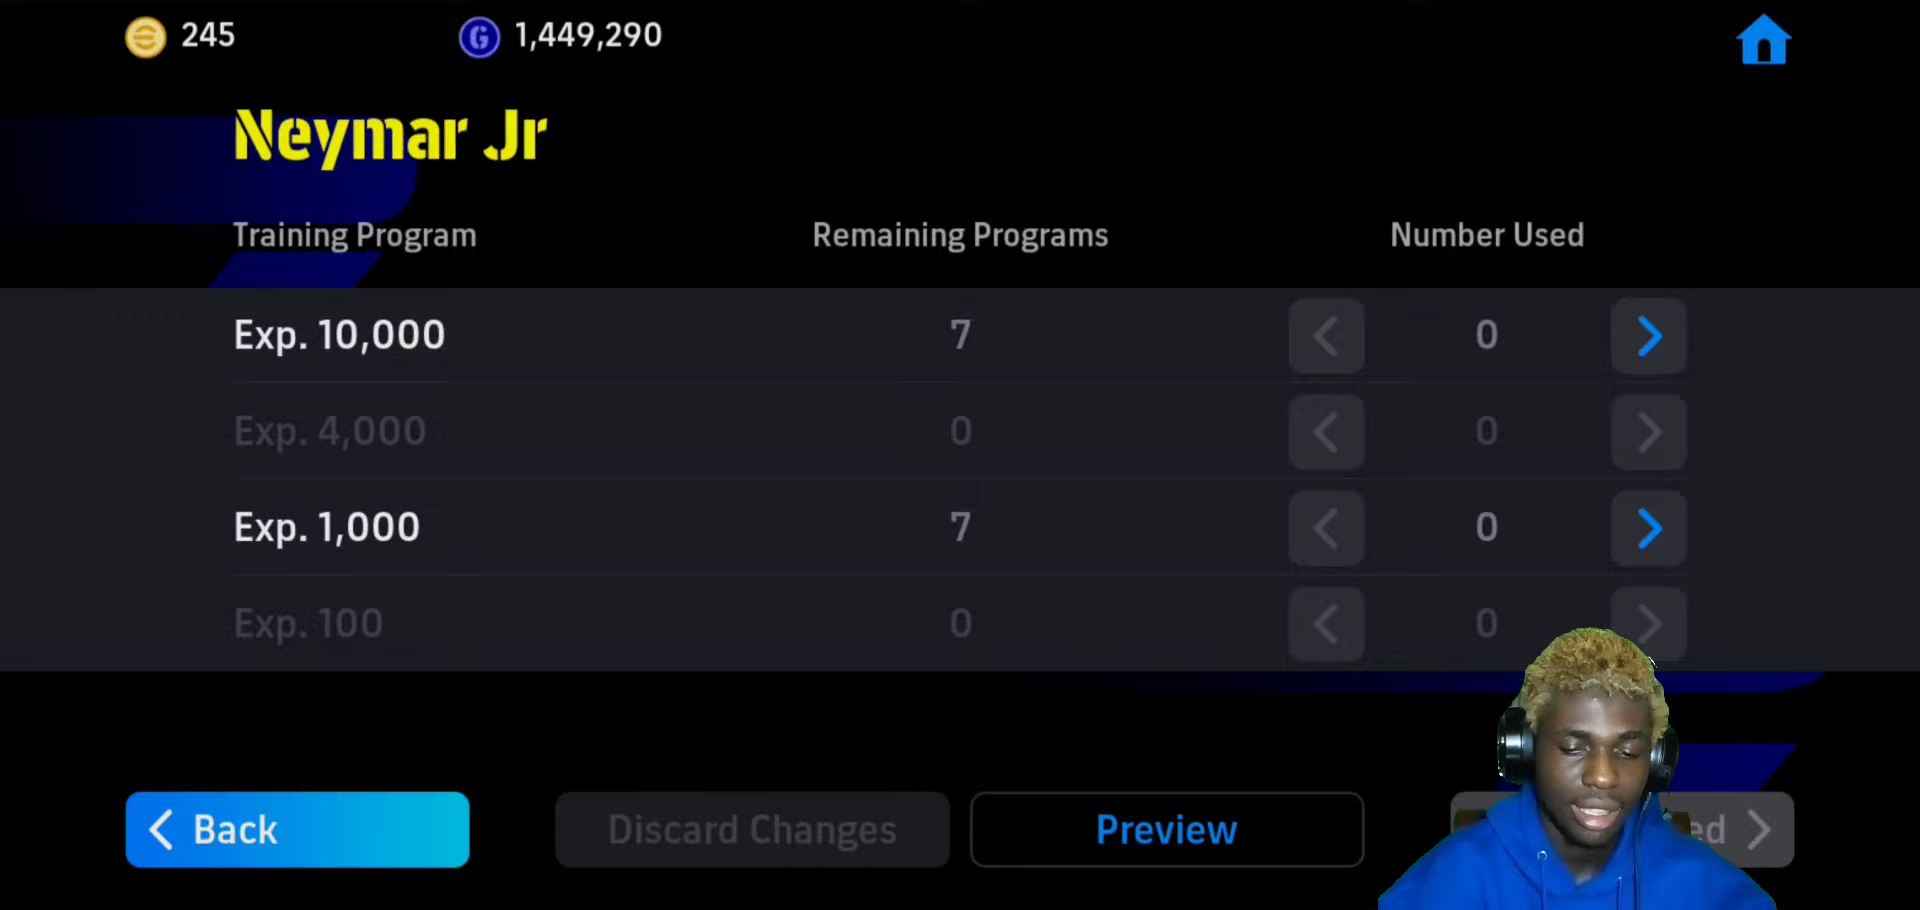 245 1,449,290
Neymar Jr
Training Program Remaining Programs Number Used
Exp. 10,000 7 0
Exp. 4,000 0 0
Exp. 1,000 7 0
Exp. 100 0 0
Back Discard Changes Preview